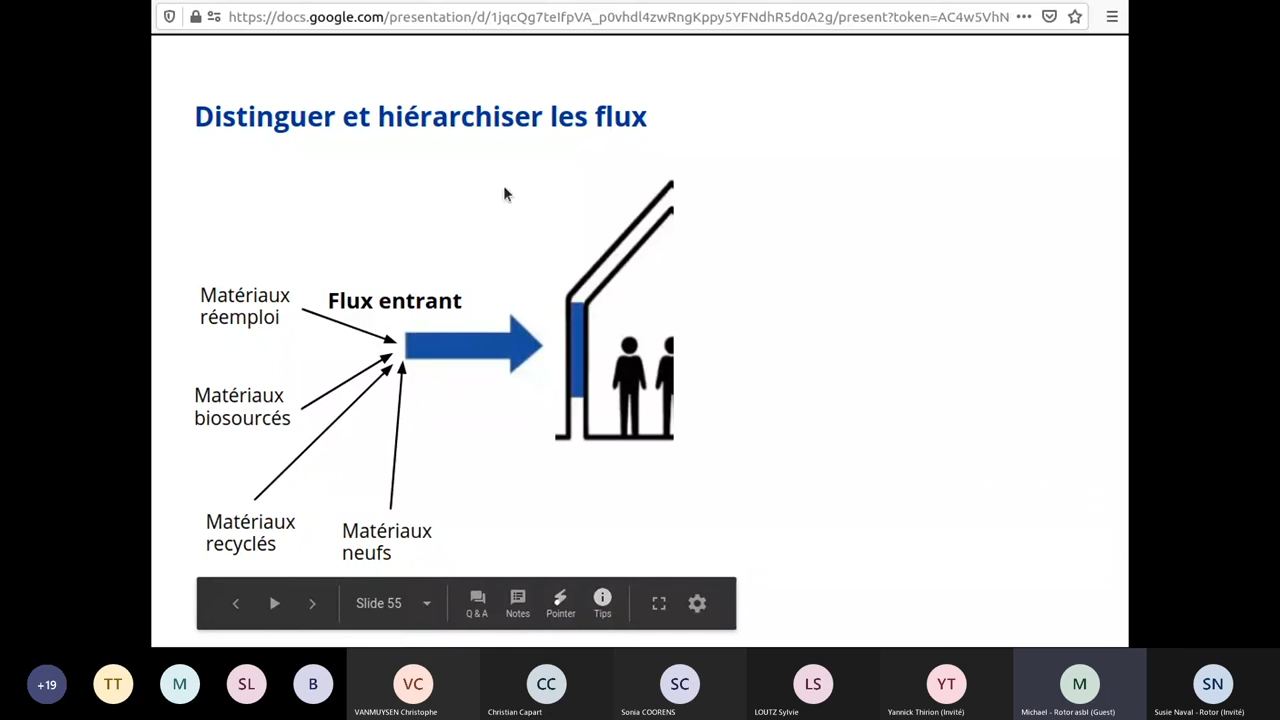 https://docs.google.com/presentation/d/1jqcQg7teIfpVA_p0vhdl4zwRngKppy5YFNdhR5d0A2g/present?token=AC4w5VhN
Distinguer et hiérarchiser les flux
Matériaux
réemploi
Flux entrant
Matériaux
biosourcés
Matériaux
recyclés
Matériaux
neufs
Slide 55
Q & A
Notes
Pointer
Tips
+19
TT
M
SL
B
VC
CC
SC
LS
YT
M
SN
VANMUYSEN Christophe
Christian Capart
Sonia COORENS
LOUTZ Sylvie
Yannick Thirion (Invité)
Michael - Rotor asbl (Guest)
Susie Naval - Rotor (Invité)